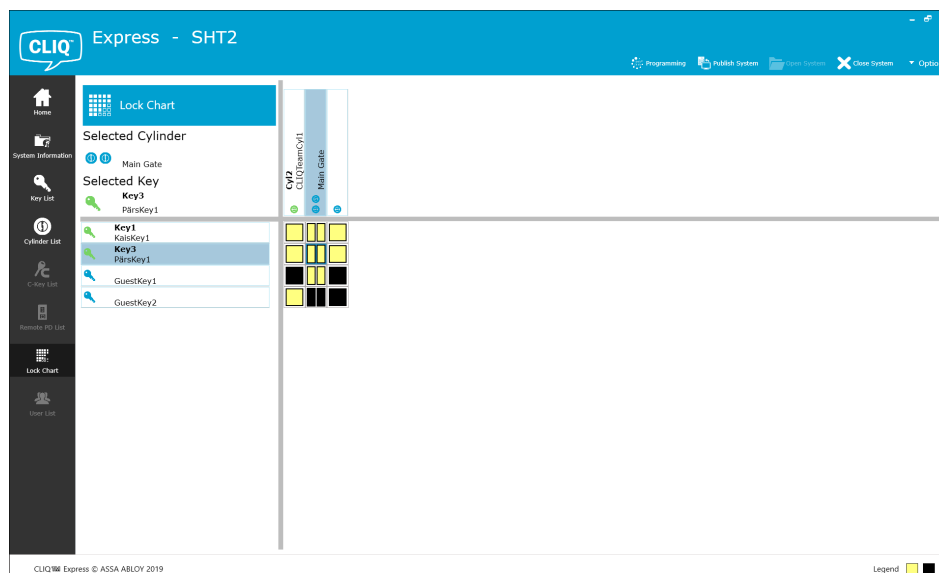 CLIQ™ Express - SHT2
Programming Publish System Open System Close System Optio
Home
System Information
Key List
Cylinder List
C-Key List
Remote PD List
Lock Chart
User List
Lock Chart
Selected Cylinder
Main Gate
Selected Key
Key3
PärsKey1
Cyl2
CLIQTeamCyl1
Main Gate
Key1
KaisKey1
Key3
PärsKey1
GuestKey1
GuestKey2
Express © ASSA ABLOY 2019
Legend